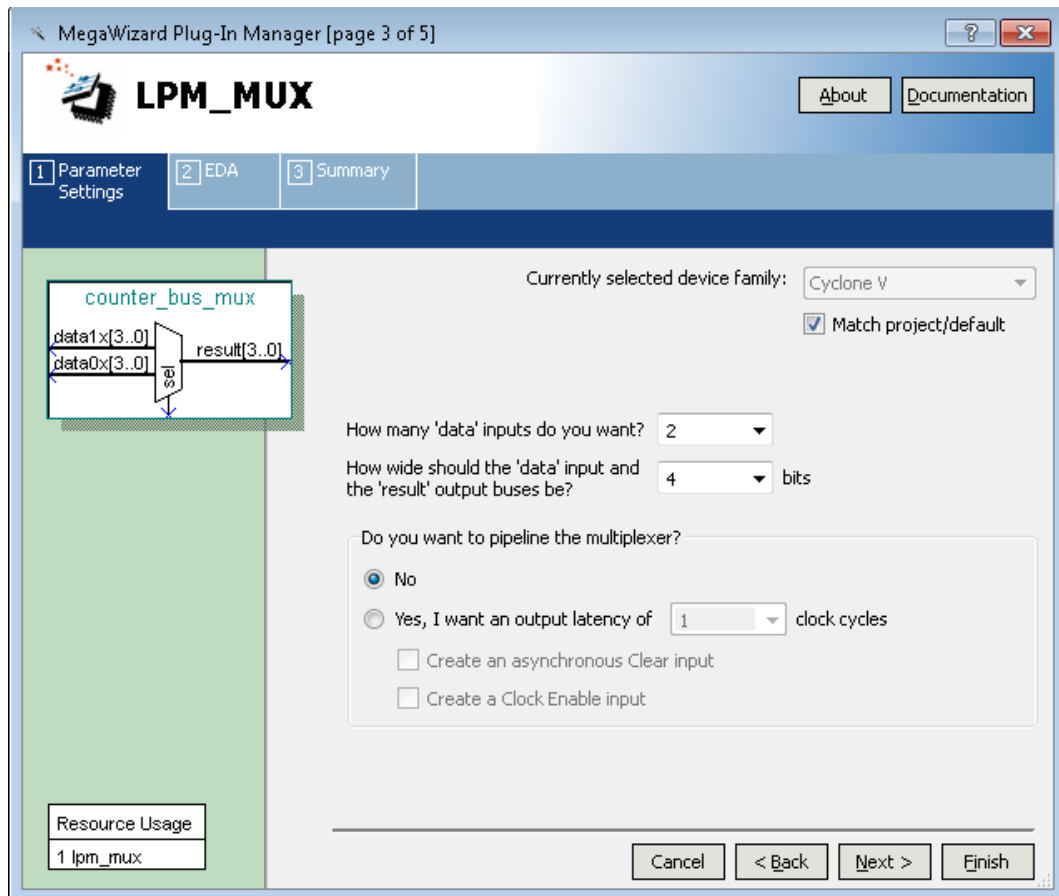 MegaWizard Plug-In Manager [page 3 of 5]
LPM_MUX
About
Documentation
1 Parameter Settings
2 EDA
3 Summary
counter_bus_mux
data1x[3..0]
data0x[3..0]
result[3..0]
sel
Currently selected device family:
Cyclone V
Match project/default
How many 'data' inputs do you want?
2
How wide should the 'data' input and
the 'result' output buses be?
4
bits
Do you want to pipeline the multiplexer?
No
Yes, I want an output latency of
1
clock cycles
Create an asynchronous Clear input
Create a Clock Enable input
Resource Usage
1 lpm_mux
Cancel
< Back
Next >
Finish